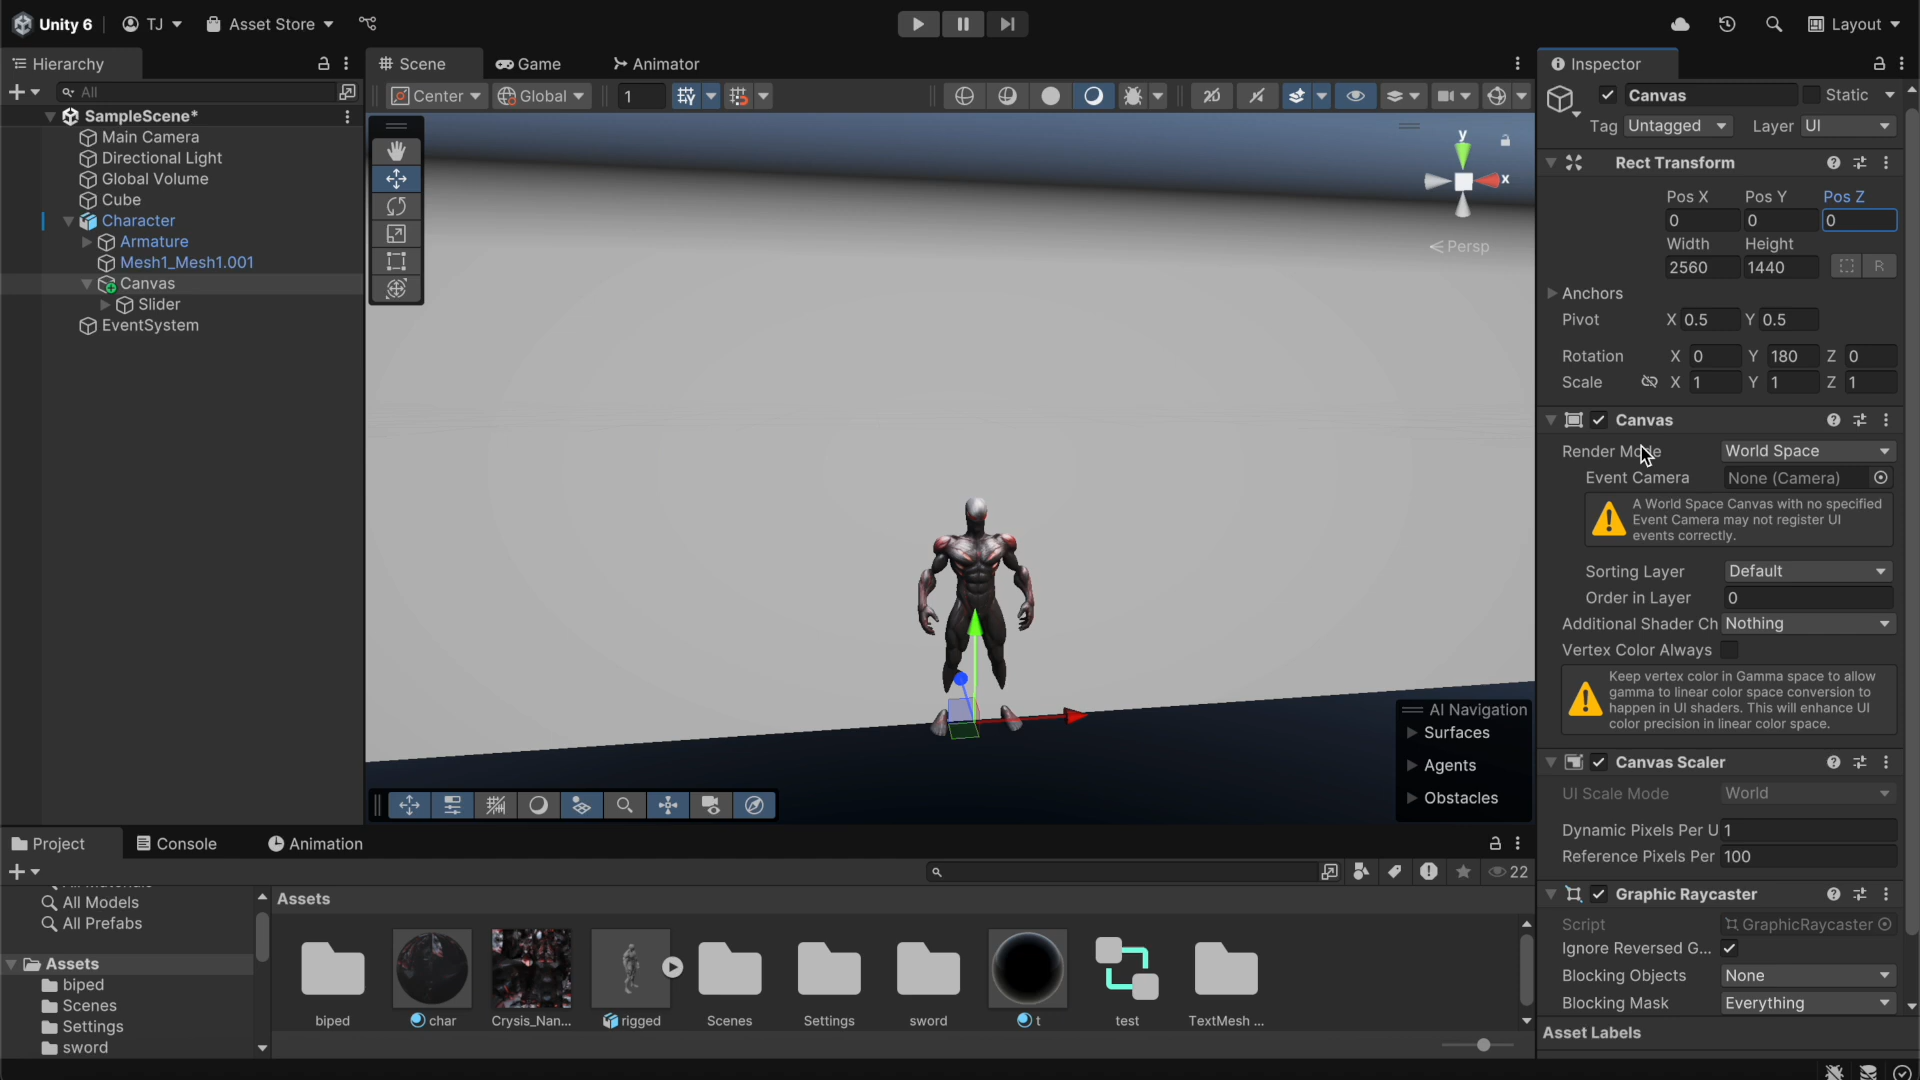 Unity 6
TJ
Asset Store
Layout
Hierarchy
All
SampleScene*
Main Camera
Directional Light
Global Volume
Cube
Character
Armature
Mesh1_Mesh1.001
Canvas
Slider
EventSystem
Scene
Game
Animator
Center
Global
1
2D
y
x
Persp
AI Navigation
Surfaces
Agents
Obstacles
Inspector
Canvas
Static
Tag Untagged
Layer UI
Rect Transform
Pos X Pos Y Pos Z
0 0 0
Width Height
2560 1440
R
Anchors
Pivot X 0.5 Y 0.5
Rotation X 0 Y 180 Z 0
Scale X 1 Y 1 Z 1
Canvas
Render Mode World Space
Event Camera None (Camera)
A World Space Canvas with no specified
Event Camera may not register UI
events correctly.
Sorting Layer Default
Order in Layer 0
Additional Shader Ch Nothing
Vertex Color Always
Keep vertex color in Gamma space to allow
gamma to linear color space conversion to
happen in UI shaders. This will enhance UI
color precision in linear color space.
Canvas Scaler
UI Scale Mode World
Dynamic Pixels Per U 1
Reference Pixels Per 100
Graphic Raycaster
Script GraphicRaycaster
Ignore Reversed G...
Blocking Objects None
Blocking Mask Everything
Asset Labels
Project
Console
Animation
22
All Materials
All Models
All Prefabs
Assets
biped
Scenes
Settings
sword
Assets
biped
char
Crysis_Nan...
rigged
Scenes
Settings
sword
t
test
TextMesh ...